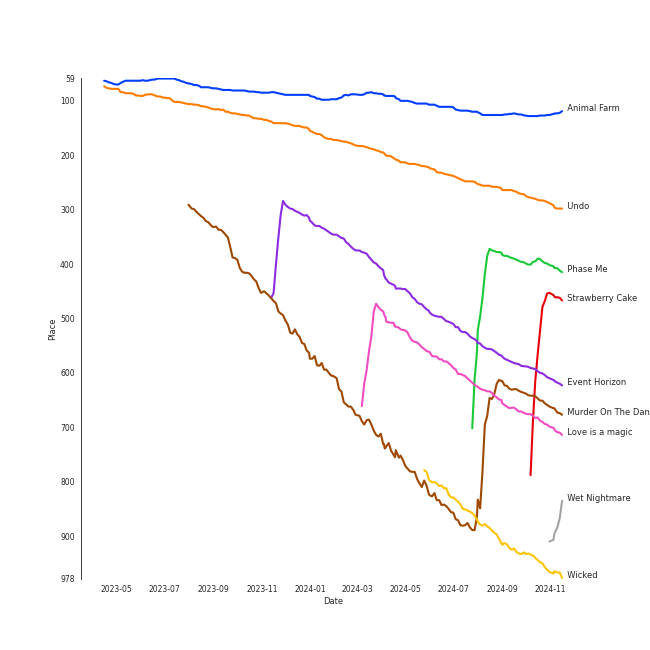 59
100
200
300
400
500
600
700
800
900
978
Place
2023-05 2023-07 2023-09 2023-11 2024-01 2024-03 2024-05 2024-07 2024-09 2024-11
Date
Animal Farm
Undo
Phase Me
Strawberry Cake
Event Horizon
Murder On The Dan
Love is a magic
Wet Nightmare
Wicked